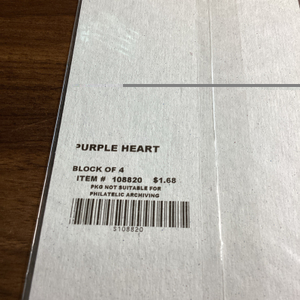 PURPLE HEART
BLOCK OF 4
ITEM # 108820 $1.68
PKG NOT SUITABLE FOR
PHILATELIC ARCHIVING
S108820